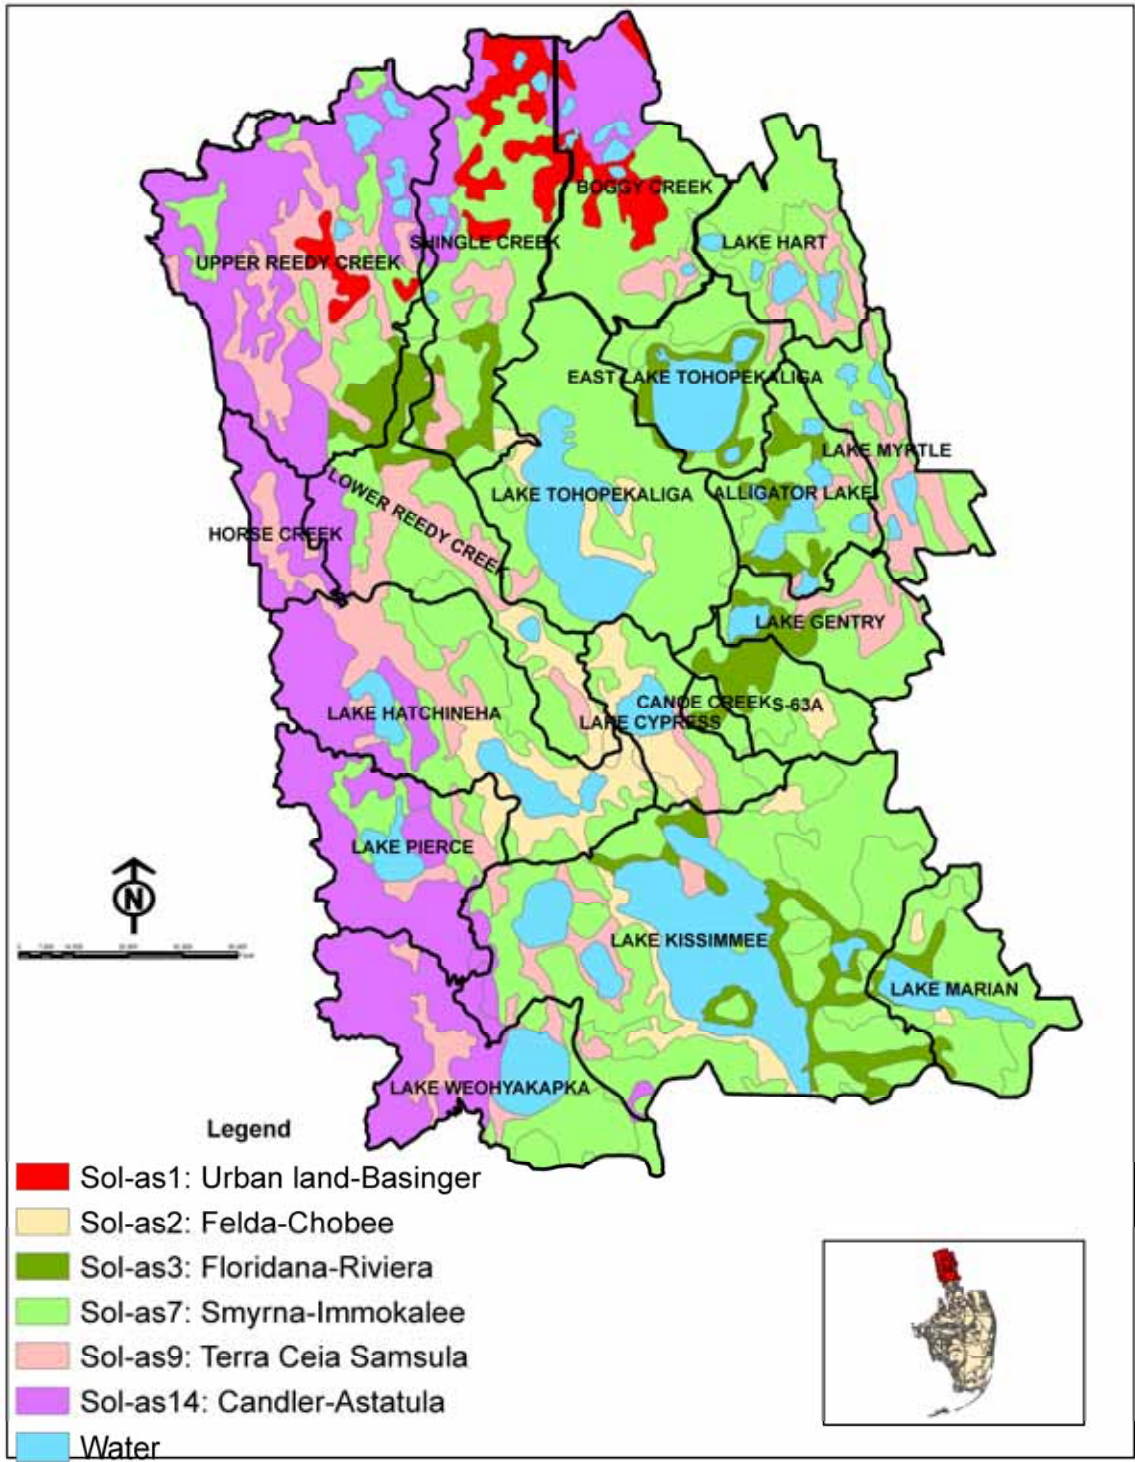 BOGGY CREEK
SHINGLE CREEK
LAKE HART
UPPER REEDY CREEK
EAST LAKE TOHOPEKALIGA
LAKE MYRTLE
LAKE TOHOPEKALIGA
ALLIGATOR LAKE
LOWER REEDY CREEK
HORSE CREEK
LAKE GENTRY
CANOE CREEK
S-63A
LAKE HATCHINEHA
LAKE CYPRESS
LAKE PIERCE
N
LAKE KISSIMMEE
LAKE MARIAN
LAKE WEOHYAKAPKA
Legend
Sol-as1: Urban land-Basinger
Sol-as2: Felda-Chobee
Sol-as3: Floridana-Riviera
Sol-as7: Smyrna-Immokalee
Sol-as9: Terra Ceia Samsula
Sol-as14: Candler-Astatula
Water